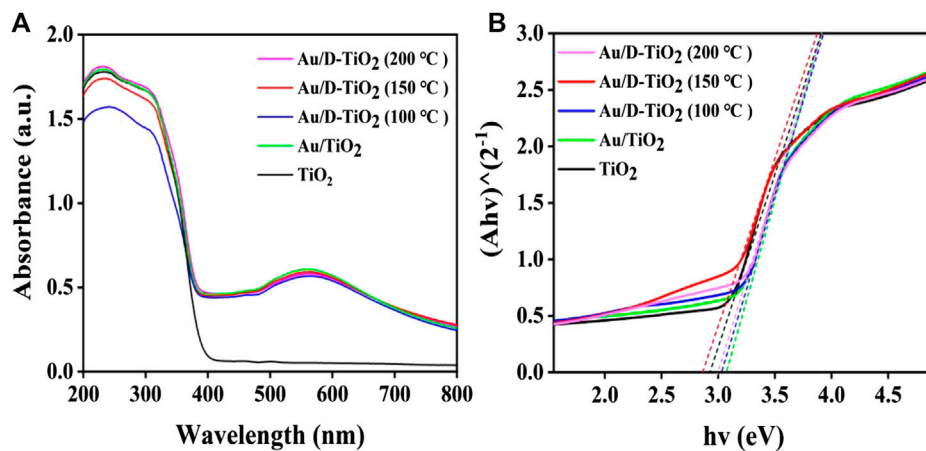 A
Absorbance (a.u.)
2.0
1.5
1.0
0.5
0.0
Au/D-TiO₂ (200 ℃ )
Au/D-TiO₂ (150 ℃ )
Au/D-TiO₂ (100 ℃ )
Au/TiO₂
TiO₂
200 300 400 500 600 700 800
Wavelength (nm)
B
(Ahν)^(2⁻¹)
3.0
2.5
2.0
1.5
1.0
0.5
0.0
Au/D-TiO₂ (200 ℃ )
Au/D-TiO₂ (150 ℃ )
Au/D-TiO₂ (100 ℃ )
Au/TiO₂
TiO₂
2.0 2.5 3.0 3.5 4.0 4.5
hν (eV)